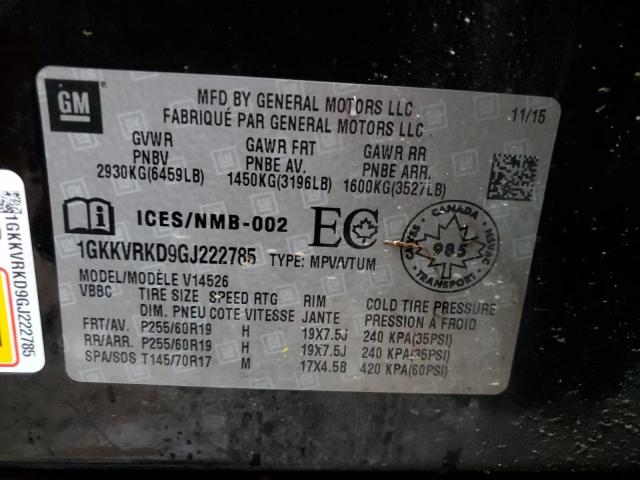 GM
MFD BY GENERAL MOTORS LLC
FABRIQUÉ PAR GENERAL MOTORS LLC
11/15
GVWR GAWR FRT GAWR RR
PNBV PNBE AV. PNBE ARR.
2930KG(6459LB) 1450KG(3196LB) 1600KG(3527LB)
ICES/NMB-002 EC
1GKKVRKD9GJ222785 TYPE: MPV/VTUM
CANADA
CMVSS 985 NSVAC
TRANSPORT
MODEL/MODÈLE V14526
VBBC TIRE SIZE SPEED RTG RIM COLD TIRE PRESSURE
DIM. PNEU COTE VITESSE JANTE PRESSION À FROID
FRT/AV. P255/60R19 H 19X7.5J 240 KPA(35PSI)
RR/ARR. P255/60R19 H 19X7.5J 240 KPA(35PSI)
SPA/SOS T145/70R17 M 17X4.5B 420 KPA(60PSI)
1GKKVRKD9GJ222785